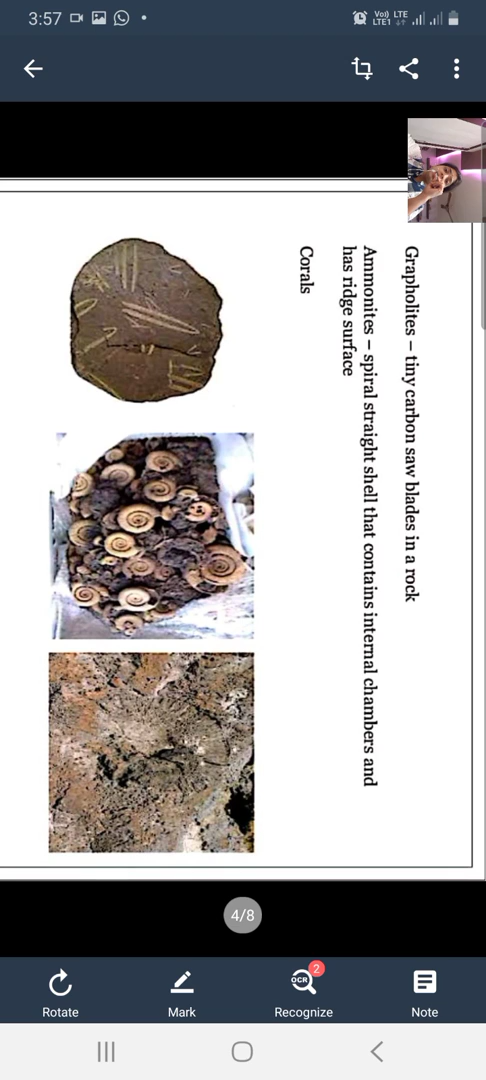 3:57
Vo))
LTE1
LTE
Grapholites – tiny carbon saw blades in a rock
Ammonites – spiral straight shell that contains internal chambers and
has ridge surface
Corals
4/8
OCR
2
Rotate
Mark
Recognize
Note